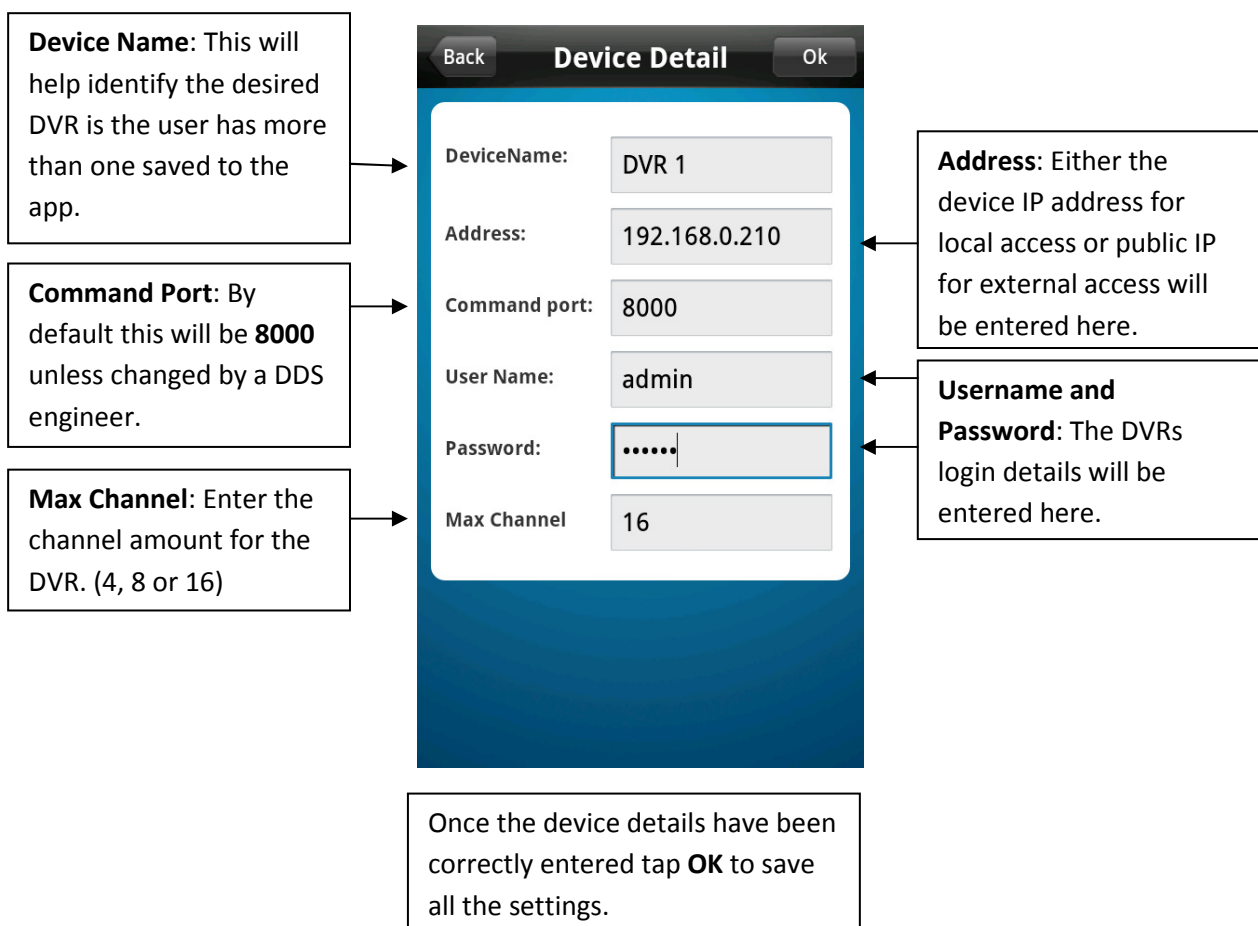 Device Name: This will
help identify the desired
DVR is the user has more
than one saved to the
app.
Command Port: By
default this will be 8000
unless changed by a DDS
engineer.
Max Channel: Enter the
channel amount for the
DVR. (4, 8 or 16)
Back Device Detail Ok
DeviceName: DVR 1
Address: 192.168.0.210
Command port: 8000
User Name: admin
Password: ••••••
Max Channel 16
Address: Either the
device IP address for
local access or public IP
for external access will
be entered here.
Username and
Password: The DVRs
login details will be
entered here.
Once the device details have been
correctly entered tap OK to save
all the settings.